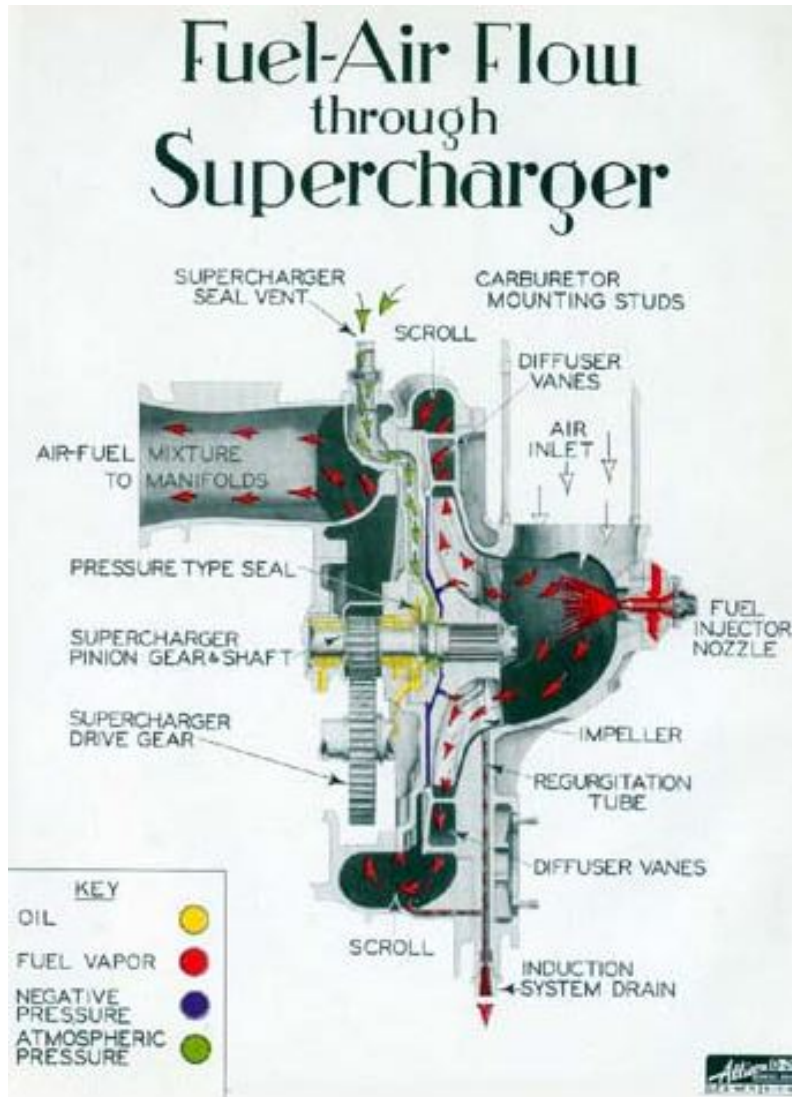 Fuel-Air Flow
through
Supercharger
SUPERCHARGER
SEAL VENT
CARBURETOR
MOUNTING STUDS
SCROLL
DIFFUSER
VANES
AIR
INLET
AIR-FUEL MIXTURE
TO MANIFOLDS
PRESSURE TYPE SEAL
FUEL
INJECTOR
NOZZLE
SUPERCHARGER
PINION GEAR & SHAFT
SUPERCHARGER
DRIVE GEAR
IMPELLER
REGURGITATION
TUBE
DIFFUSER VANES
SCROLL
INDUCTION
SYSTEM DRAIN
KEY
OIL
FUEL VAPOR
NEGATIVE
PRESSURE
ATMOSPHERIC
PRESSURE
Allison